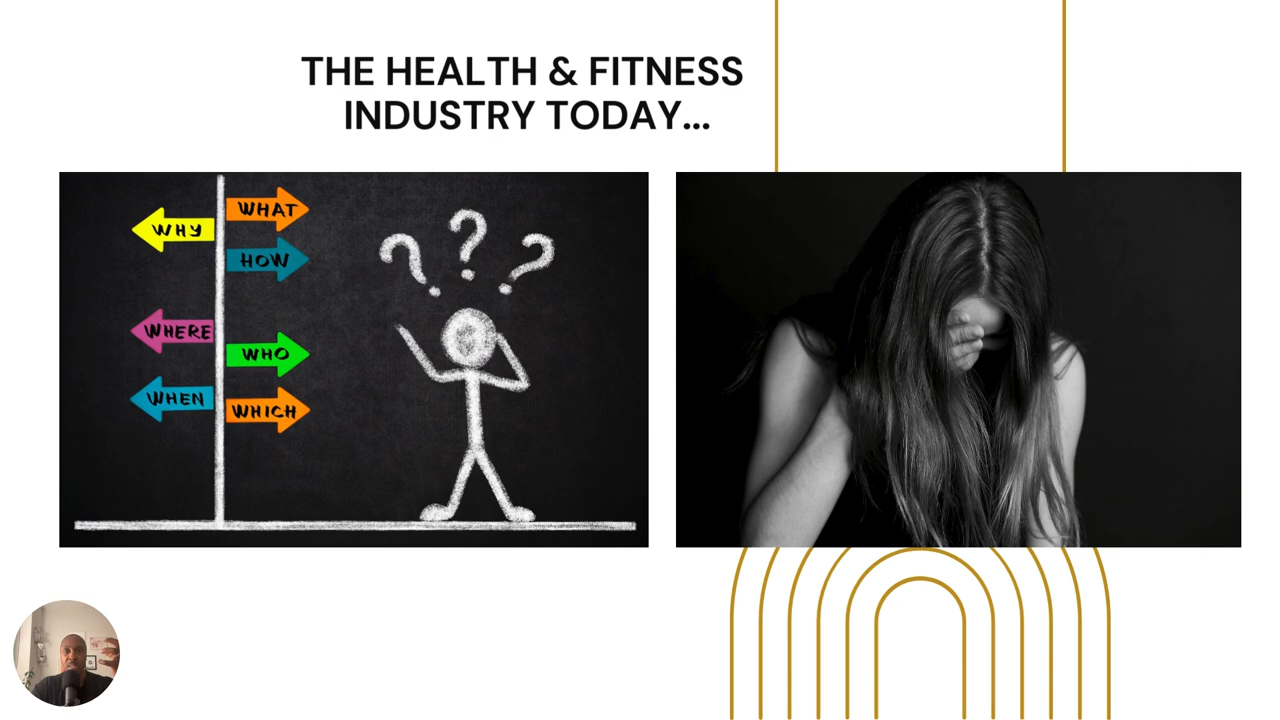 THE HEALTH & FITNESS
INDUSTRY TODAY...
WHAT
WHY
HOW
WHERE
WHO
WHEN
WHICH
? ? ?